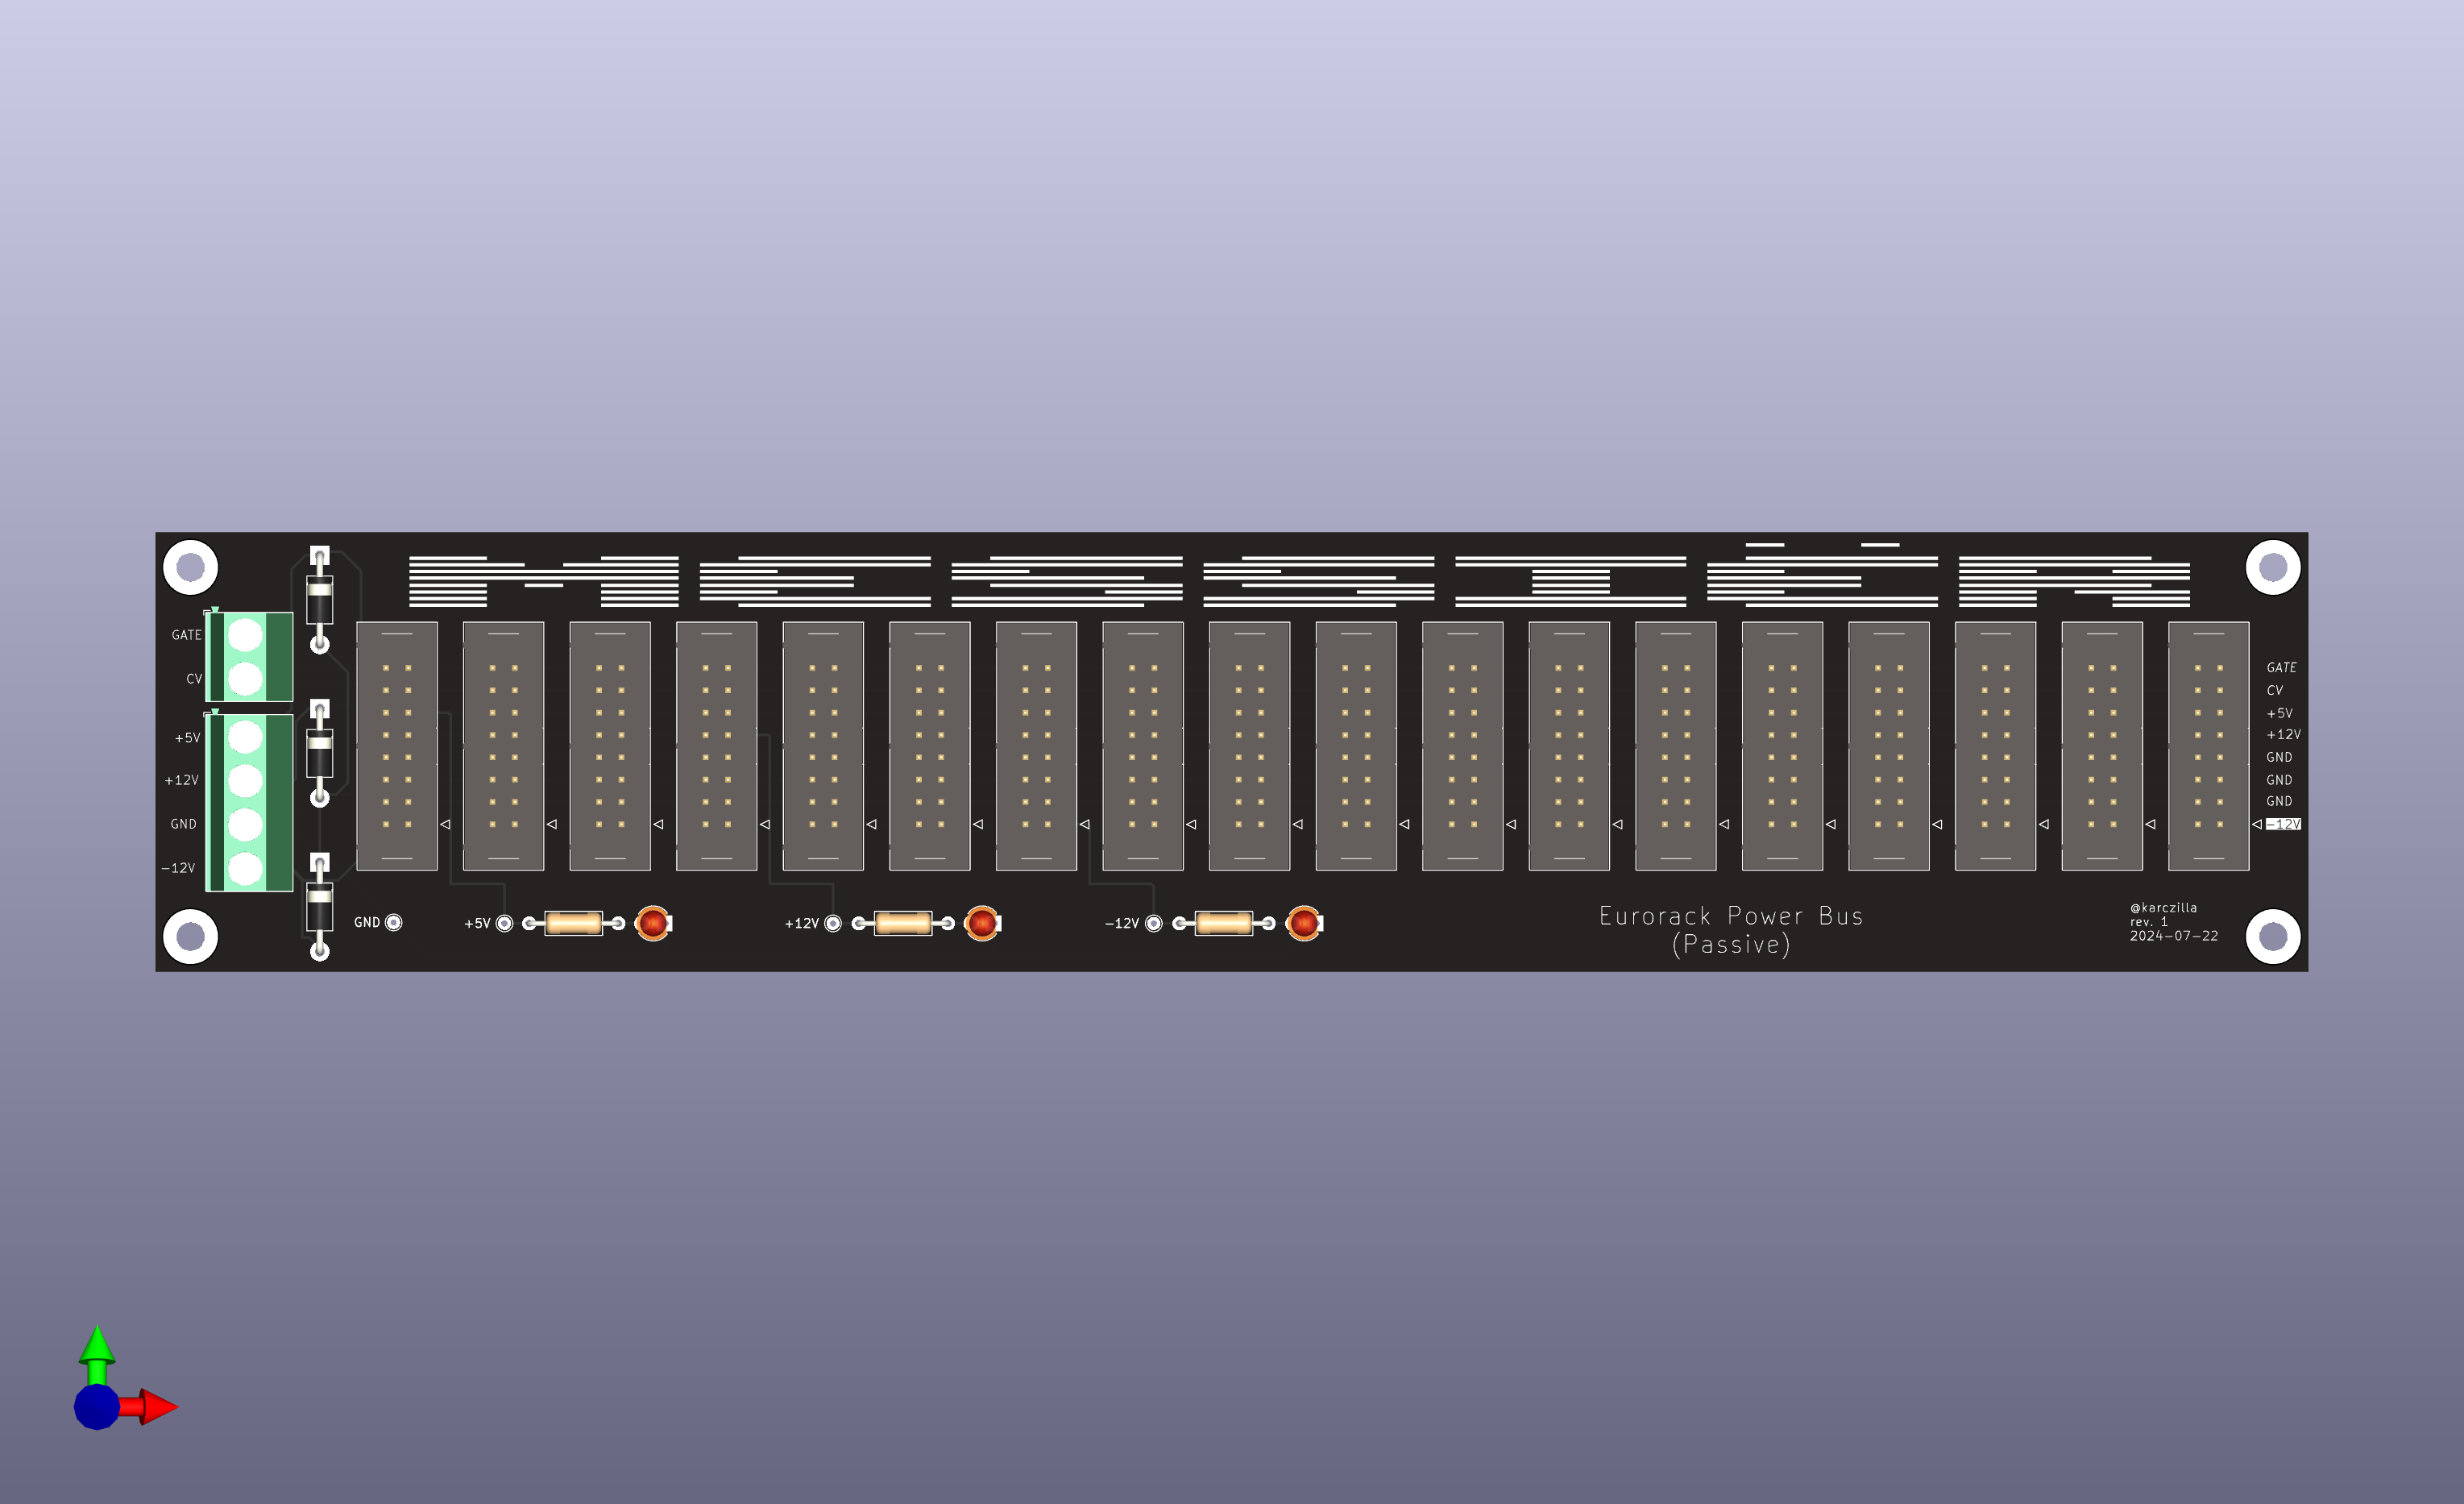 MESSIËR
GATE
CV
+5V
+12V
GND
-12V
GATE
CV
+5V
+12V
GND
GND
GND
-12V
GND
+5V
+12V
-12V
Eurorack Power Bus
(Passive)
@karczilla
rev. 1
2024-07-22